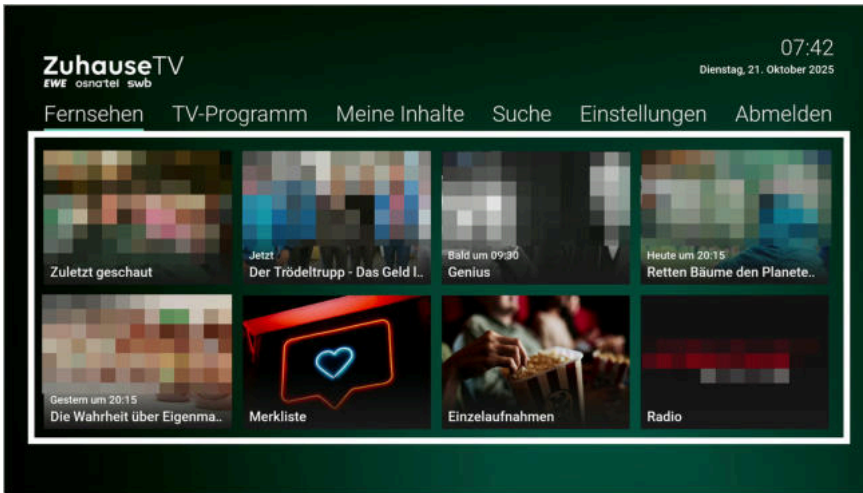 07:42
ZuhauseTV
Dienstag, 21. Oktober 2025
EWE osnatel swb
Fernsehen TV-Programm Meine Inhalte Suche Einstellungen Abmelden
Zuletzt geschaut
Jetzt
Der Trödeltrupp - Das Geld l..
Bald um 09:30
Genius
Heute um 20:15
Retten Bäume den Planete..
Gestern um 20:15
Die Wahrheit über Eigenma..
Merkliste
Einzelaufnahmen
Radio